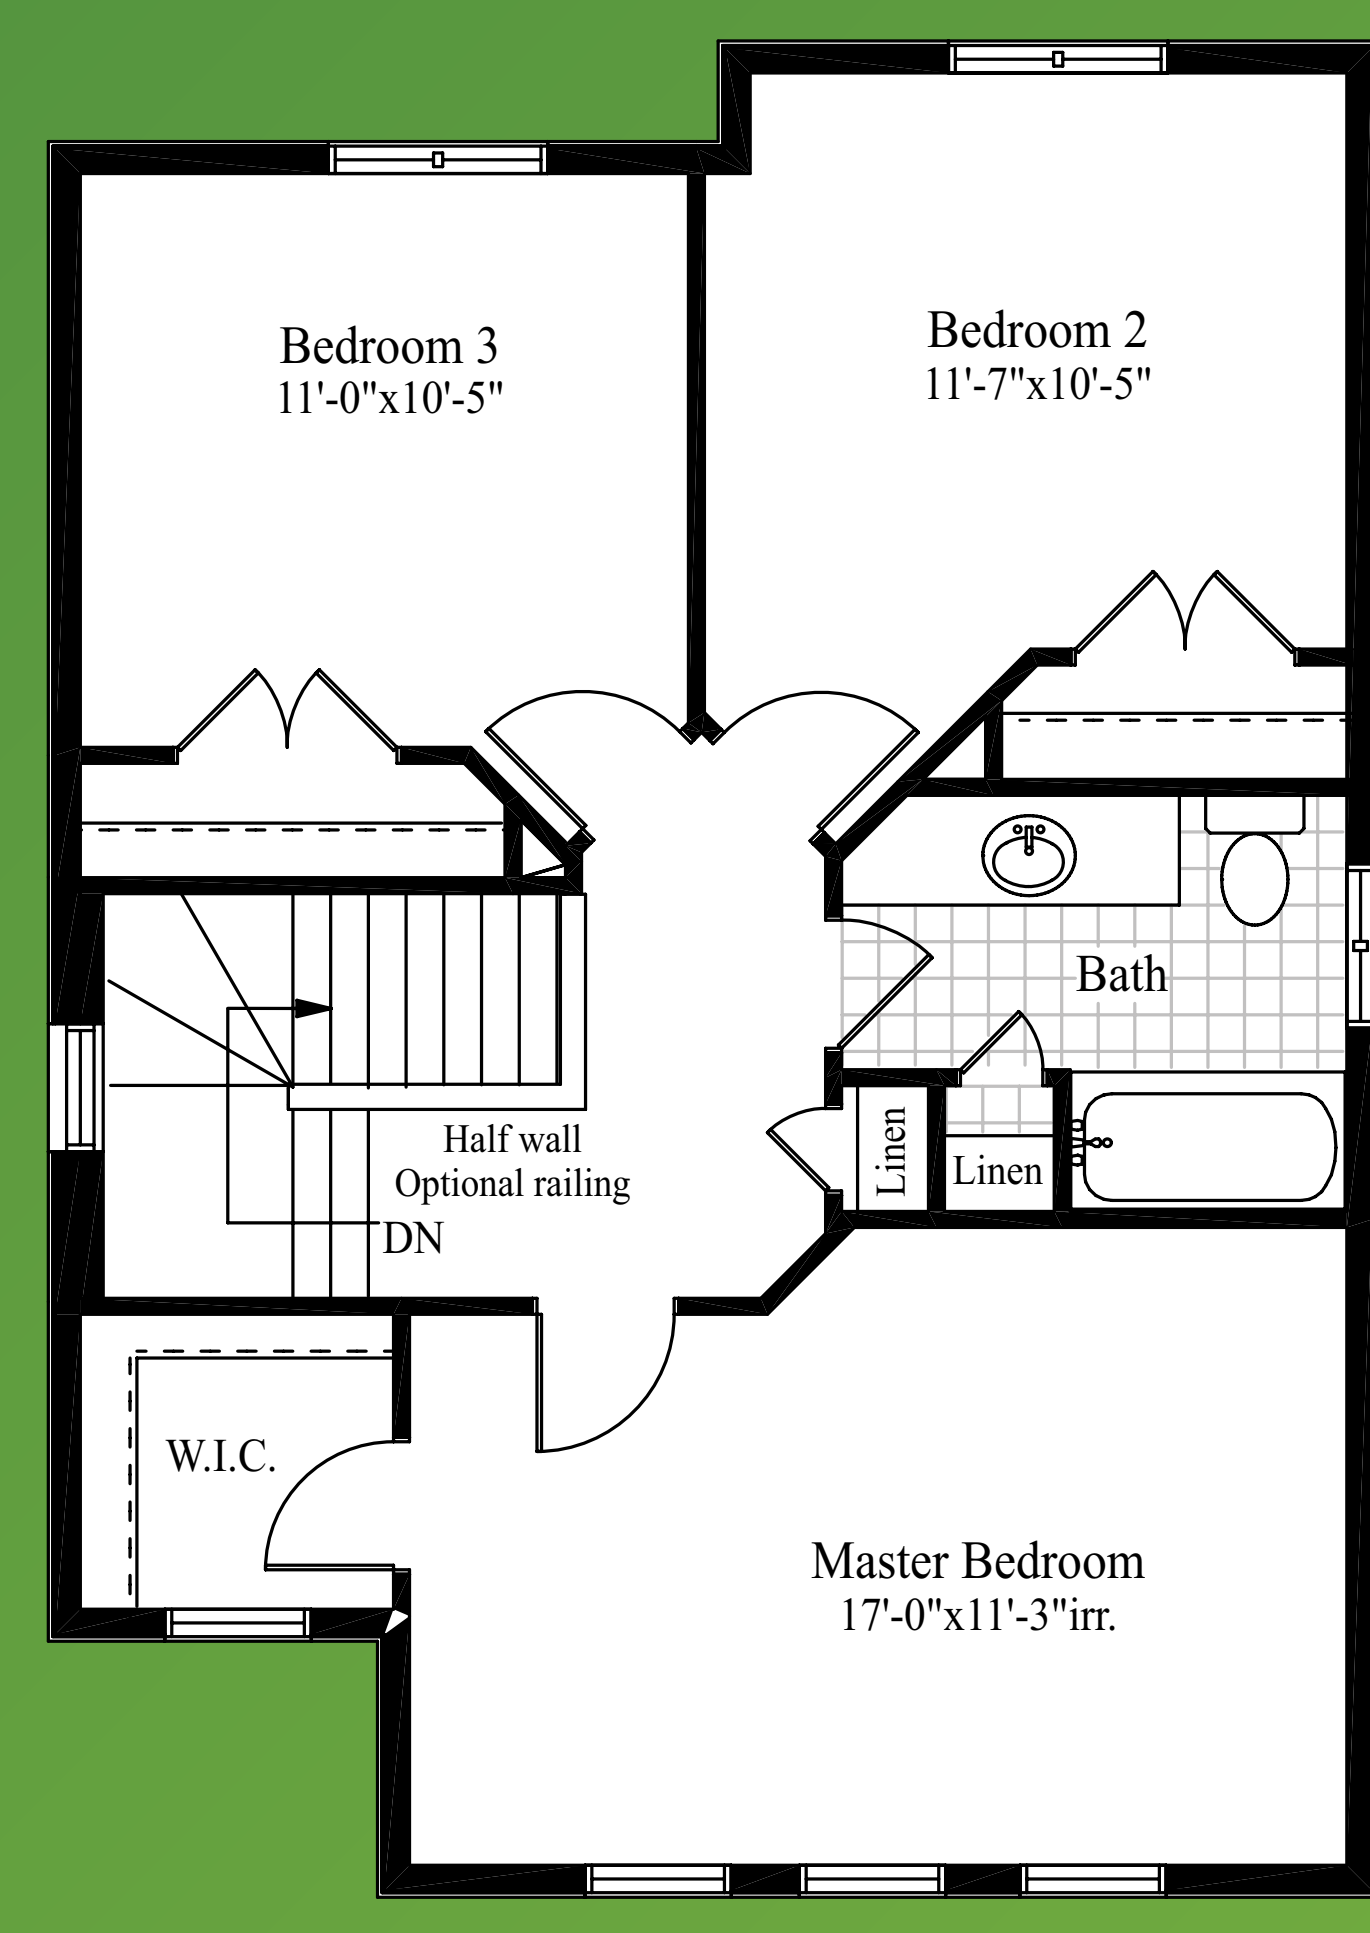 Bedroom 2
11'-7"x10'-5"
Bedroom 3
11'-0"x10'-5"
Bath
Half wall
Optional railing
DN
Linen
Linen
W.I.C.
Master Bedroom
17'-0"x11'-3"irr.